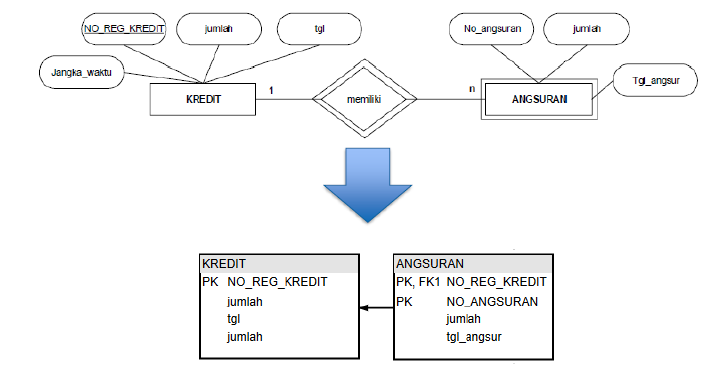 NO_REG_KREDIT
jumlah
tgl
No_angsuran
jumlah
Jangka_waktu
Tgl_angsur
KREDIT
1
memiliki
n
ANGSURANI
KREDIT
PK NO_REG_KREDIT
jumlah
tgl
jumlah
ANGSURAN
PK, FK1 NO_REG_KREDIT
PK NO_ANGSURAN
jumlah
tgl_angsur